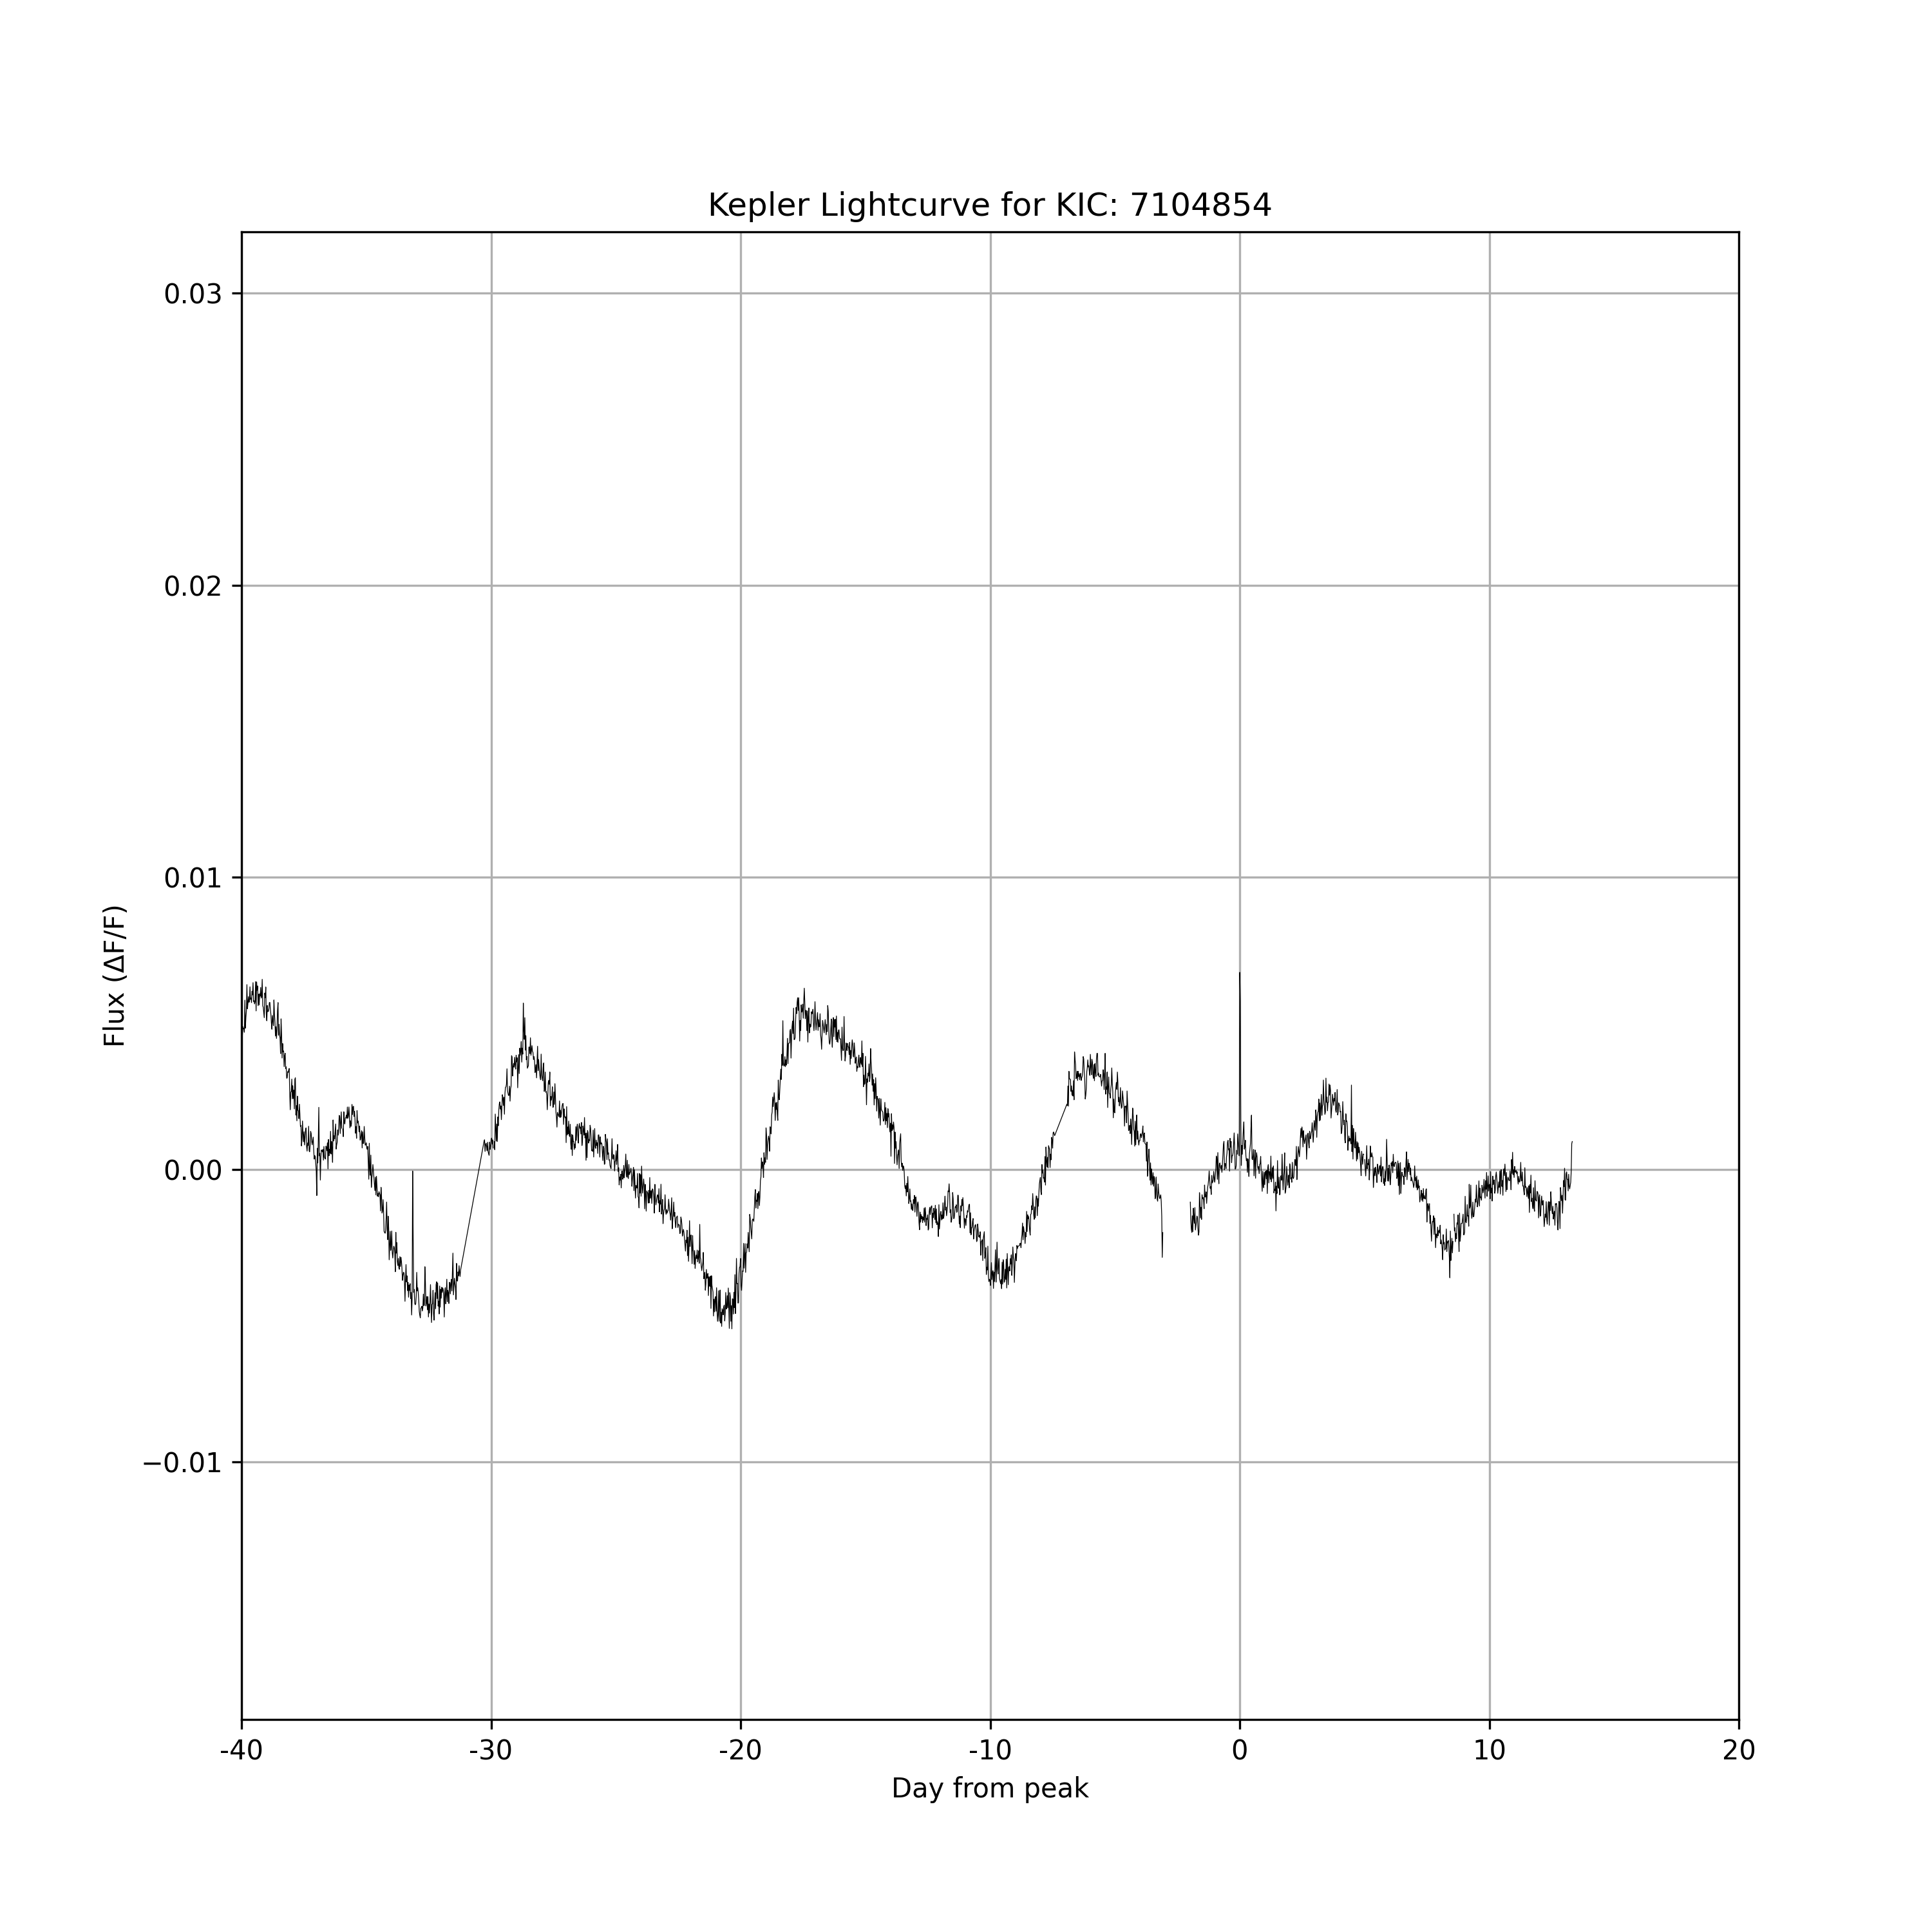 Kepler Lightcurve for KIC: 7104854
0.03
0.02
0.01
0.00
−0.01
Flux (ΔF/F)
-40 -30 -20 -10 0 10 20
Day from peak